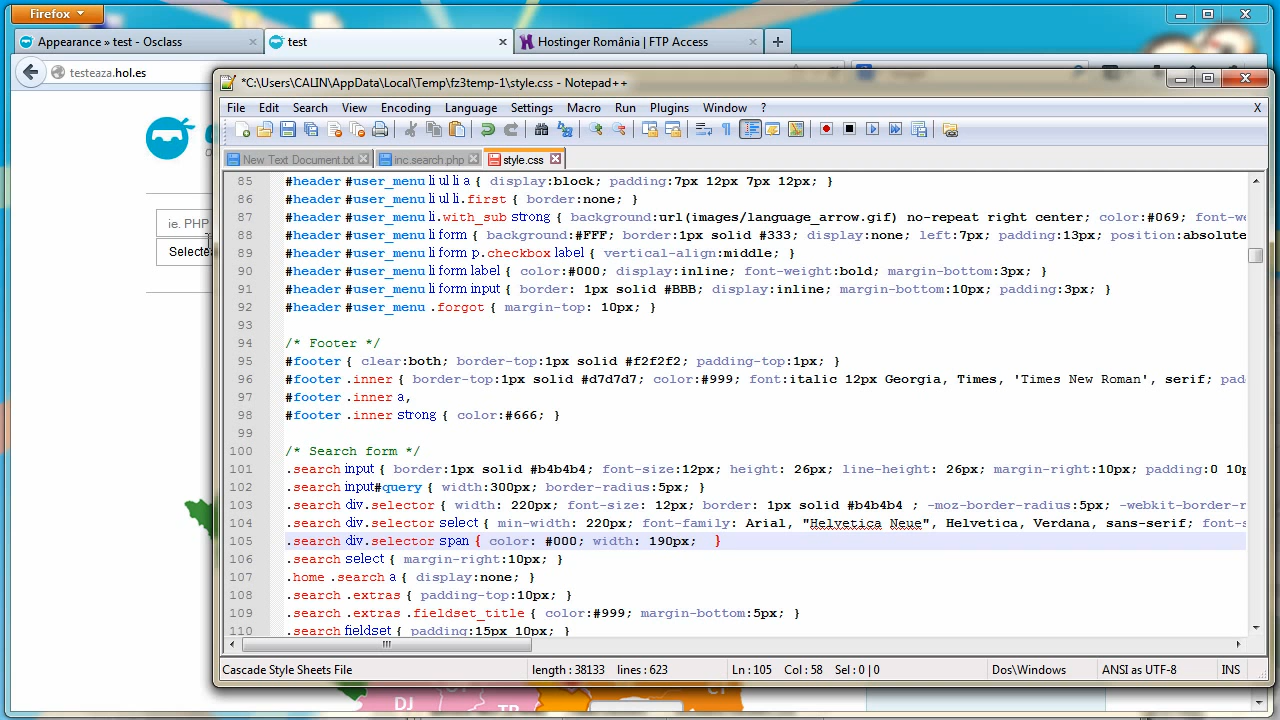 Firefox
Appearance » test - Osclass
test
Hostinger România | FTP Access
testeaza.hol.es
*C:\Users\CALIN\AppData\Local\Temp\fz3temp-1\style.css - Notepad++
File Edit Search View Encoding Language Settings Macro Run Plugins Window ? X
New Text Document.txt inc.search.php style.css
ie. PHP
Selecte
85 #header #user_menu li ul li a { display:block; padding:7px 12px 7px 12px; }
86 #header #user_menu li ul li.first { border:none; }
87 #header #user_menu li.with_sub strong { background:url(images/language_arrow.gif) no-repeat right center; color:#069; font-we
88 #header #user_menu li form { background:#FFF; border:1px solid #333; display:none; left:7px; padding:13px; position:absolute
89 #header #user_menu li form p.checkbox label { vertical-align:middle; }
90 #header #user_menu li form label { color:#000; display:inline; font-weight:bold; margin-bottom:3px; }
91 #header #user_menu li form input { border: 1px solid #BBB; display:inline; margin-bottom:10px; padding:3px; }
92 #header #user_menu .forgot { margin-top: 10px; }
93
94 /* Footer */
95 #footer { clear:both; border-top:1px solid #f2f2f2; padding-top:1px; }
96 #footer .inner { border-top:1px solid #d7d7d7; color:#999; font:italic 12px Georgia, Times, 'Times New Roman', serif; pad
97 #footer .inner a,
98 #footer .inner strong { color:#666; }
99
100 /* Search form */
101 .search input { border:1px solid #b4b4b4; font-size:12px; height: 26px; line-height: 26px; margin-right:10px; padding:0 10p
102 .search input#query { width:300px; border-radius:5px; }
103 .search div.selector { width: 220px; font-size: 12px; border: 1px solid #b4b4b4 ; -moz-border-radius:5px; -webkit-border-r
104 .search div.selector select { min-width: 220px; font-family: Arial, "Helvetica Neue", Helvetica, Verdana, sans-serif; font-s
105 .search div.selector span { color: #000; width: 190px; }
106 .search select { margin-right:10px; }
107 .home .search a { display:none; }
108 .search .extras { padding-top:10px; }
109 .search .extras .fieldset_title { color:#999; margin-bottom:5px; }
110 .search fieldset { padding:15px 10px; }
Cascade Style Sheets File length : 38133 lines : 623 Ln : 105 Col : 58 Sel : 0 | 0 Dos\Windows ANSI as UTF-8 INS
DJ